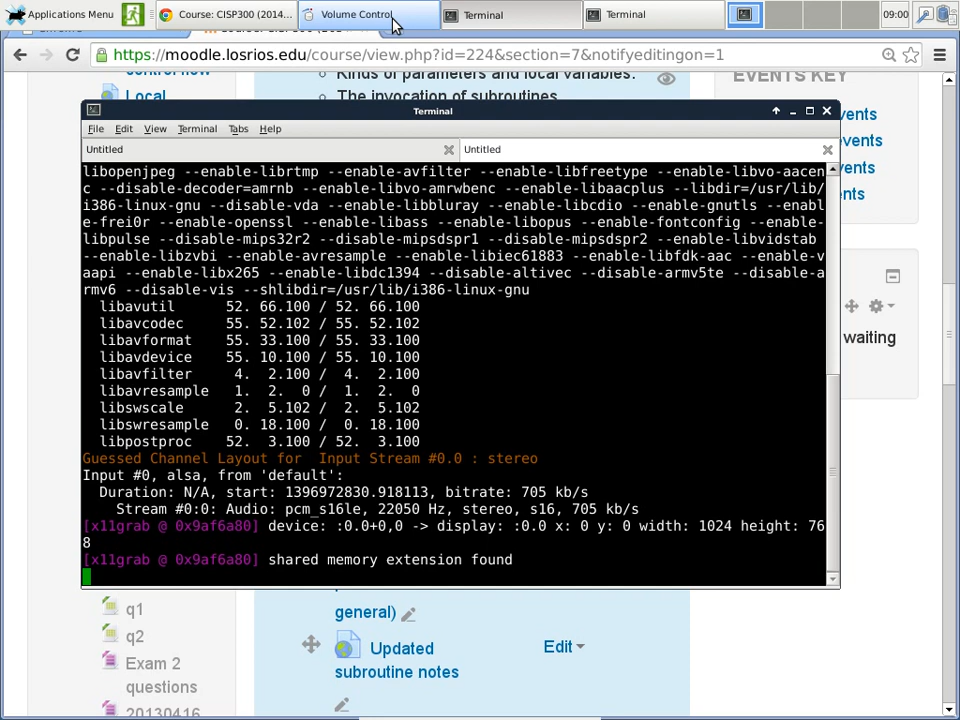 Applications Menu
Course: CISP300 (2014...
Volume Control
Terminal
Terminal
09:00
https://moodle.losrios.edu/course/view.php?id=224&section=7&notifyeditingon=1
Local
Kinds of parameters and local variables.
The invocation of subroutines
EVENTS KEY
Terminal
File Edit View Terminal Tabs Help
Untitled
Untitled
libopenjpeg --enable-librtmp --enable-avfilter --enable-libfreetype --enable-libvo-aacen
c --disable-decoder=amrnb --enable-libvo-amrwbenc --enable-libaacplus --libdir=/usr/lib/
i386-linux-gnu --disable-vda --enable-libbluray --enable-libcdio --enable-gnutls --enabl
e-frei0r --enable-openssl --enable-libass --enable-libopus --enable-fontconfig --enable-
libpulse --disable-mips32r2 --disable-mipsdspr1 --disable-mipsdspr2 --enable-libvidstab
--enable-libzvbi --enable-avresample --enable-libiec61883 --enable-libfdk-aac --enable-v
aapi --enable-libx265 --enable-libdc1394 --disable-altivec --disable-armv5te --disable-a
rmv6 --disable-vis --shlibdir=/usr/lib/i386-linux-gnu
libavutil 52. 66.100 / 52. 66.100
libavcodec 55. 52.102 / 55. 52.102
libavformat 55. 33.100 / 55. 33.100
libavdevice 55. 10.100 / 55. 10.100
libavfilter 4. 2.100 / 4. 2.100
libavresample 1. 2. 0 / 1. 2. 0
libswscale 2. 5.102 / 2. 5.102
libswresample 0. 18.100 / 0. 18.100
libpostproc 52. 3.100 / 52. 3.100
Guessed Channel Layout for Input Stream #0.0 : stereo
Input #0, alsa, from 'default':
Duration: N/A, start: 1396972830.918113, bitrate: 705 kb/s
Stream #0:0: Audio: pcm_s16le, 22050 Hz, stereo, s16, 705 kb/s
[x11grab @ 0x9af6a80] device: :0.0+0,0 -> display: :0.0 x: 0 y: 0 width: 1024 height: 76
8
[x11grab @ 0x9af6a80] shared memory extension found
vents
ents
vents
nts
waiting
q1
q2
Exam 2
questions
20130416
general)
Updated
subroutine notes
Edit